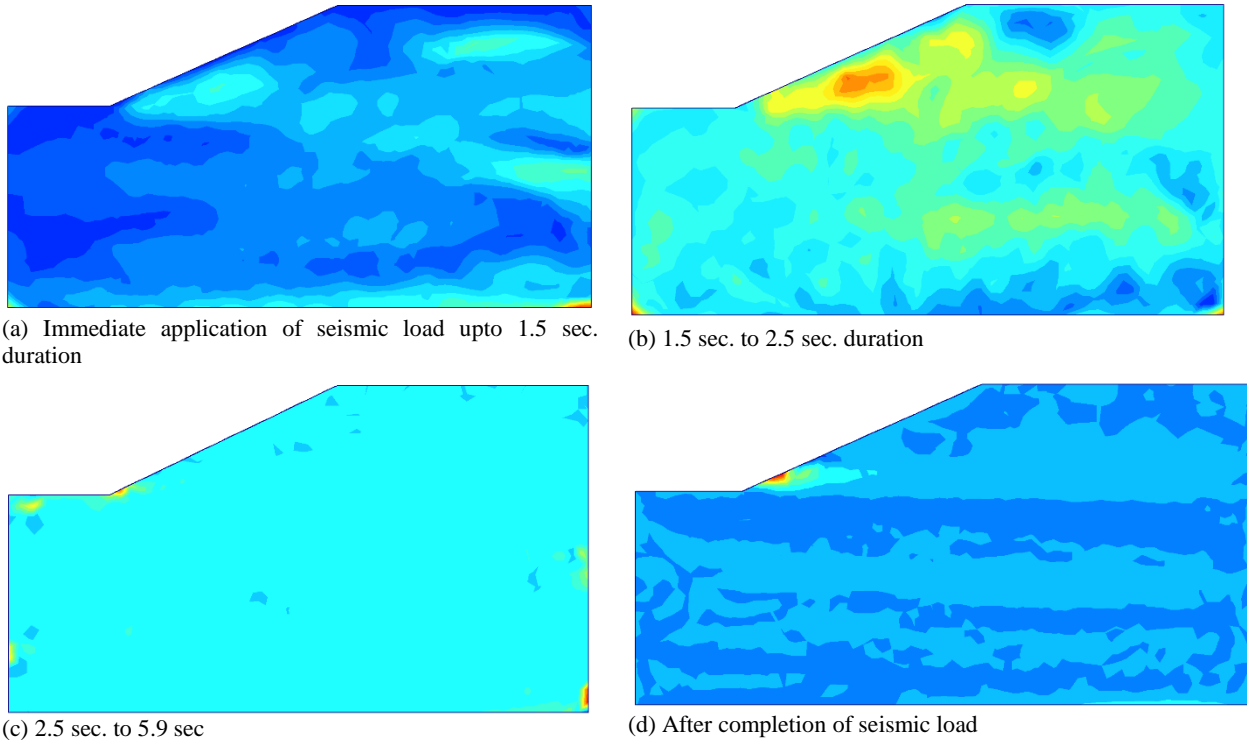 (a) Immediate application of seismic load upto 1.5 sec.
duration
(b) 1.5 sec. to 2.5 sec. duration
(c) 2.5 sec. to 5.9 sec
(d) After completion of seismic load